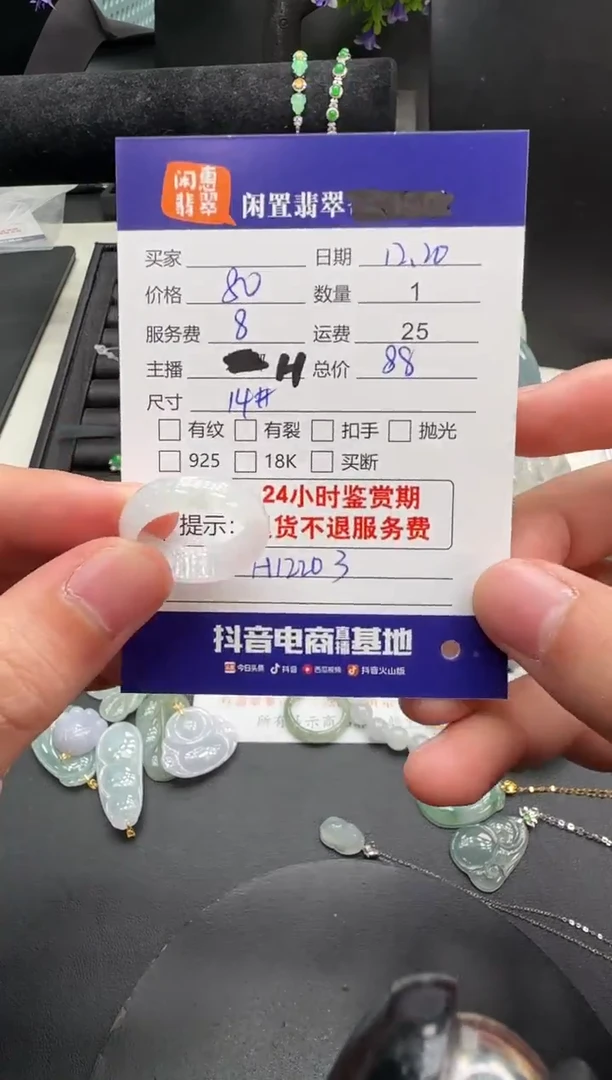 闲惠
翡翠
闲置翡翠
买家 日期 12.20
价格 80 数量 1
服务费 8 运费 25
主播 H 总价 88
尺寸 14#
有纹 有裂 扣手 抛光
925 18K 买断
24小时鉴赏期
提示: 货不退服务费
H12203
抖音电商直播基地
今日头条 抖音 西瓜视频 抖音火山版